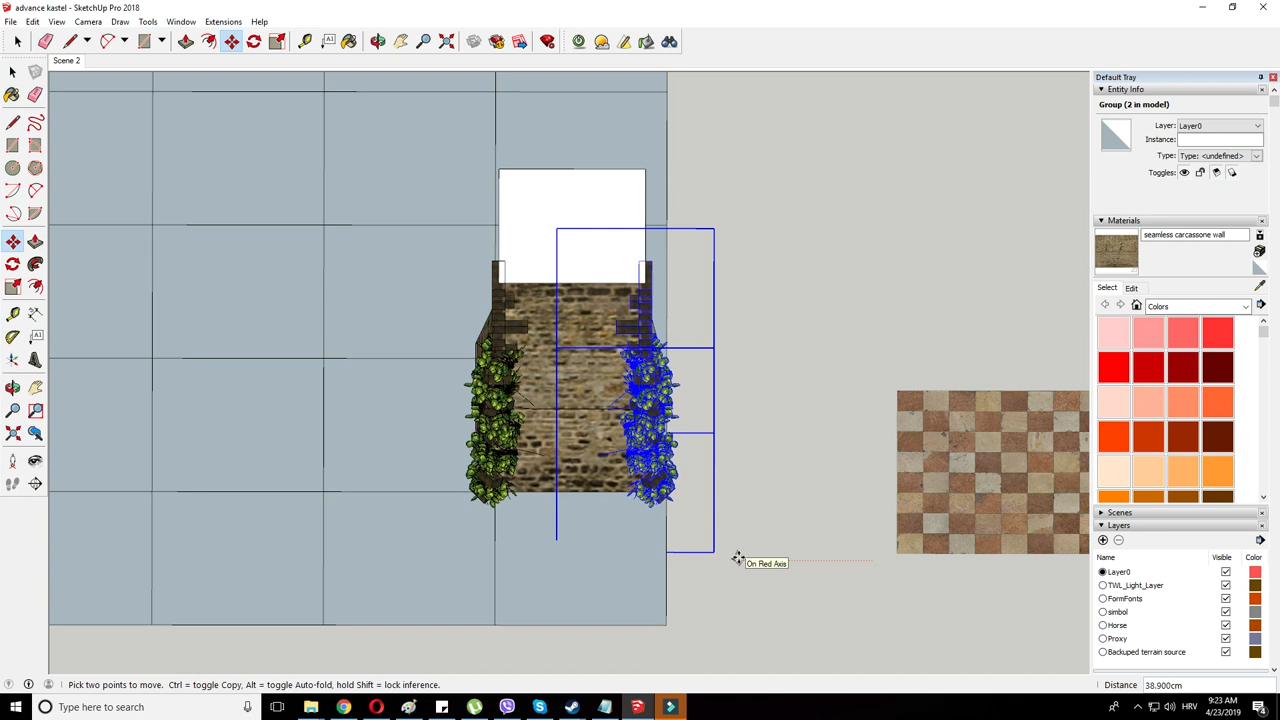 advance kastel - SketchUp Pro 2018
File Edit View Camera Draw Tools Window Extensions Help
Scene 2
Default Tray
Entity Info
Group (2 in model)
Layer: Layer0
Instance:
Type: Type: <undefined>
Toggles:
Materials
seamless carcassone wall
Select Edit
Colors
On Red Axis
Scenes
Layers
Name Visible Color
Layer0
TWL_Light_Layer
FormFonts
simbol
Horse
Proxy
Backuped terrain source
Pick two points to move. Ctrl = toggle Copy, Alt = toggle Auto-fold, hold Shift = lock inference.
Distance 38.900cm
Type here to search
HRV
9:23 AM
4/23/2019